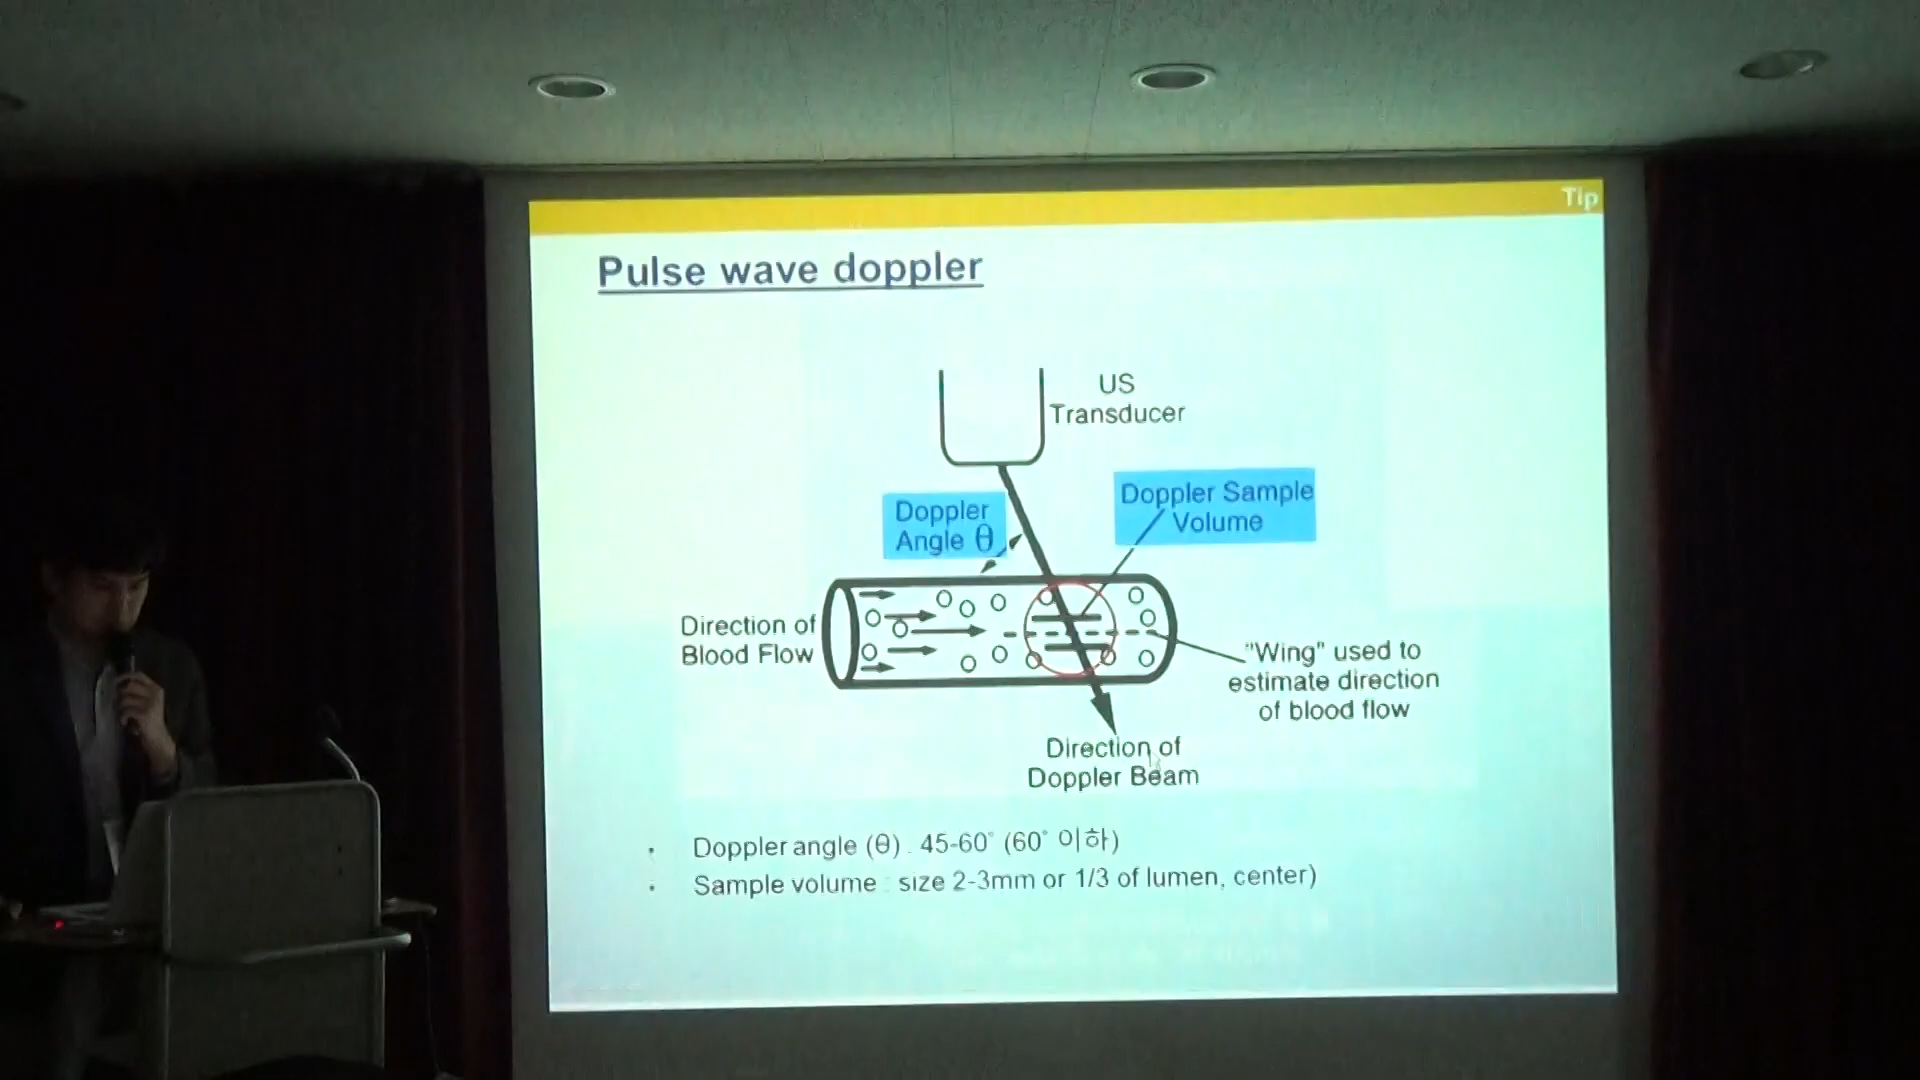 Tip
Pulse wave doppler
US
Transducer
Doppler
Angle θ
Doppler Sample
Volume
Direction of
Blood Flow
"Wing" used to
estimate direction
of blood flow
Direction of
Doppler Beam
• Doppler angle (θ) : 45-60° (60° 이하)
• Sample volume : size 2-3mm or 1/3 of lumen, center)